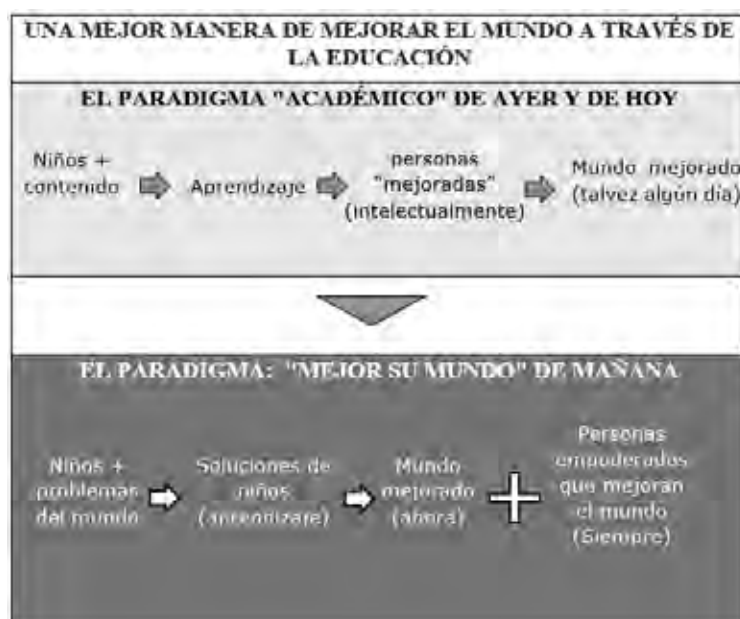 UNA MEJOR MANERA DE MEJORAR EL MUNDO A TRAVÉS DE
LA EDUCACIÓN
EL PARADIGMA "ACADÉMICO" DE AYER Y DE HOY
Niños +
contenido
Aprendizaje
personas
"mejoradas"
(intelectualmente)
Mundo mejorado
(talvez algún día)
EL PARADIGMA: "MEJOR SU MUNDO" DE MAÑANA
Niños +
problemas
del mundo
Soluciones de
niños
(aprendizaje)
Mundo
mejorado
(ahora)
Personas
empoderadas
que mejoran
el mundo
(Siempre)